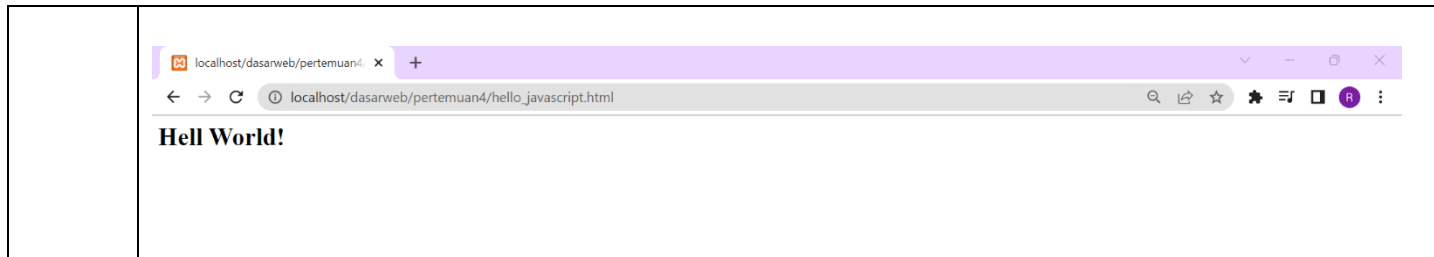 localhost/dasarweb/pertemuan4/
localhost/dasarweb/pertemuan4/hello_javascript.html
R
Hell World!